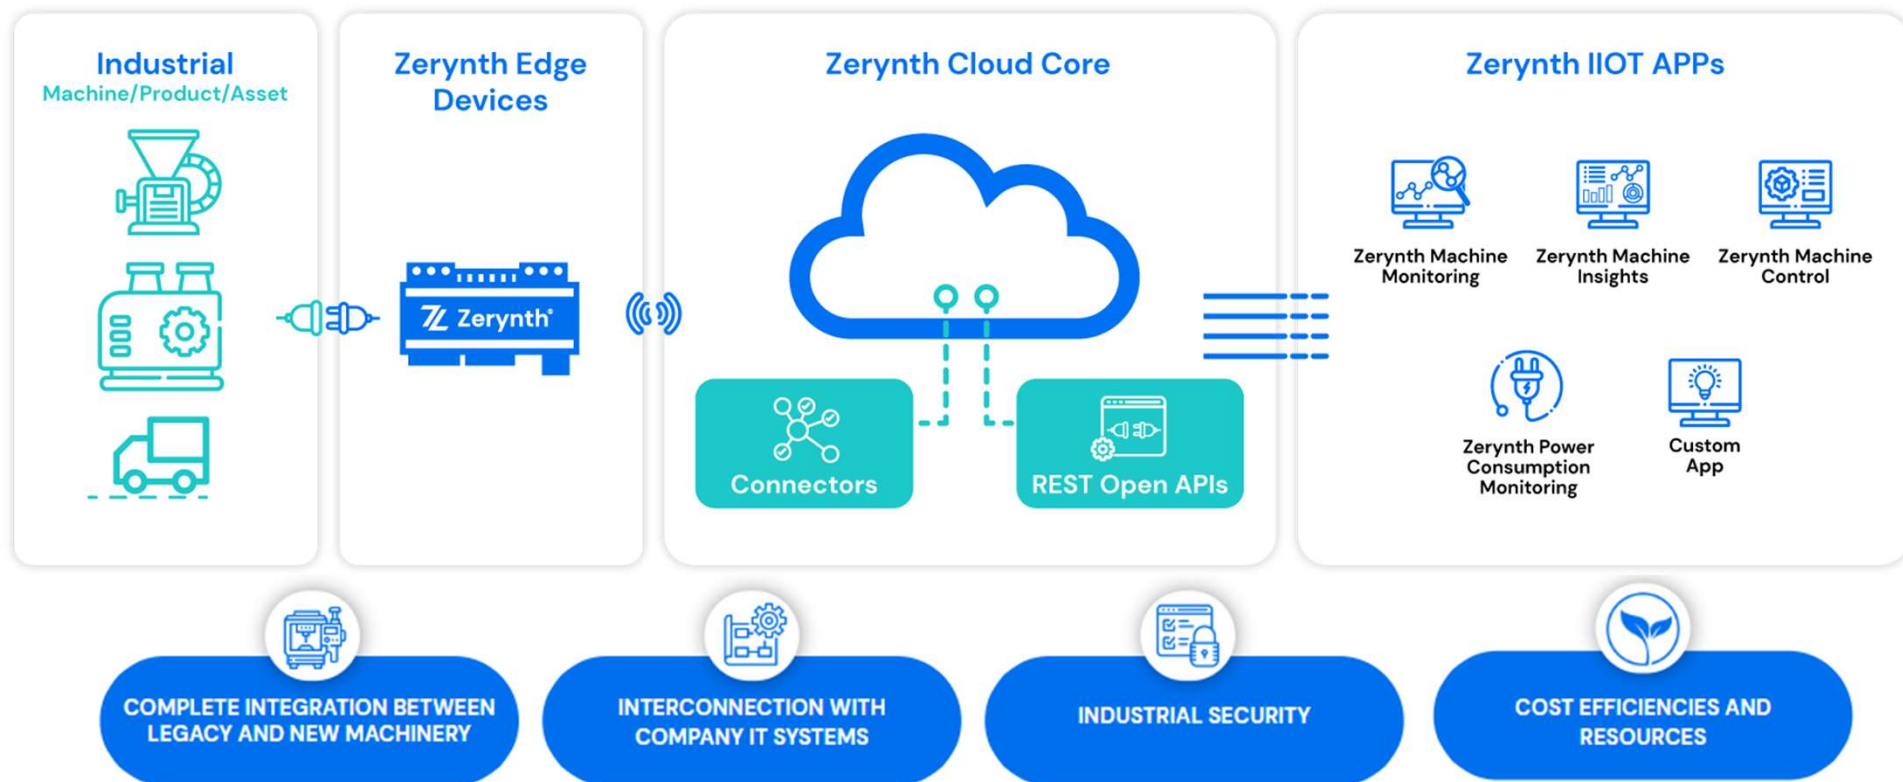 Industrial
Machine/Product/Asset
Zerynth Edge
Devices
Zerynth®
Zerynth Cloud Core
Connectors
REST Open APIs
Zerynth IIOT APPs
Zerynth Machine
Monitoring
Zerynth Machine
Insights
Zerynth Machine
Control
Zerynth Power
Consumption
Monitoring
Custom
App
COMPLETE INTEGRATION BETWEEN
LEGACY AND NEW MACHINERY
INTERCONNECTION WITH
COMPANY IT SYSTEMS
INDUSTRIAL SECURITY
COST EFFICIENCIES AND
RESOURCES